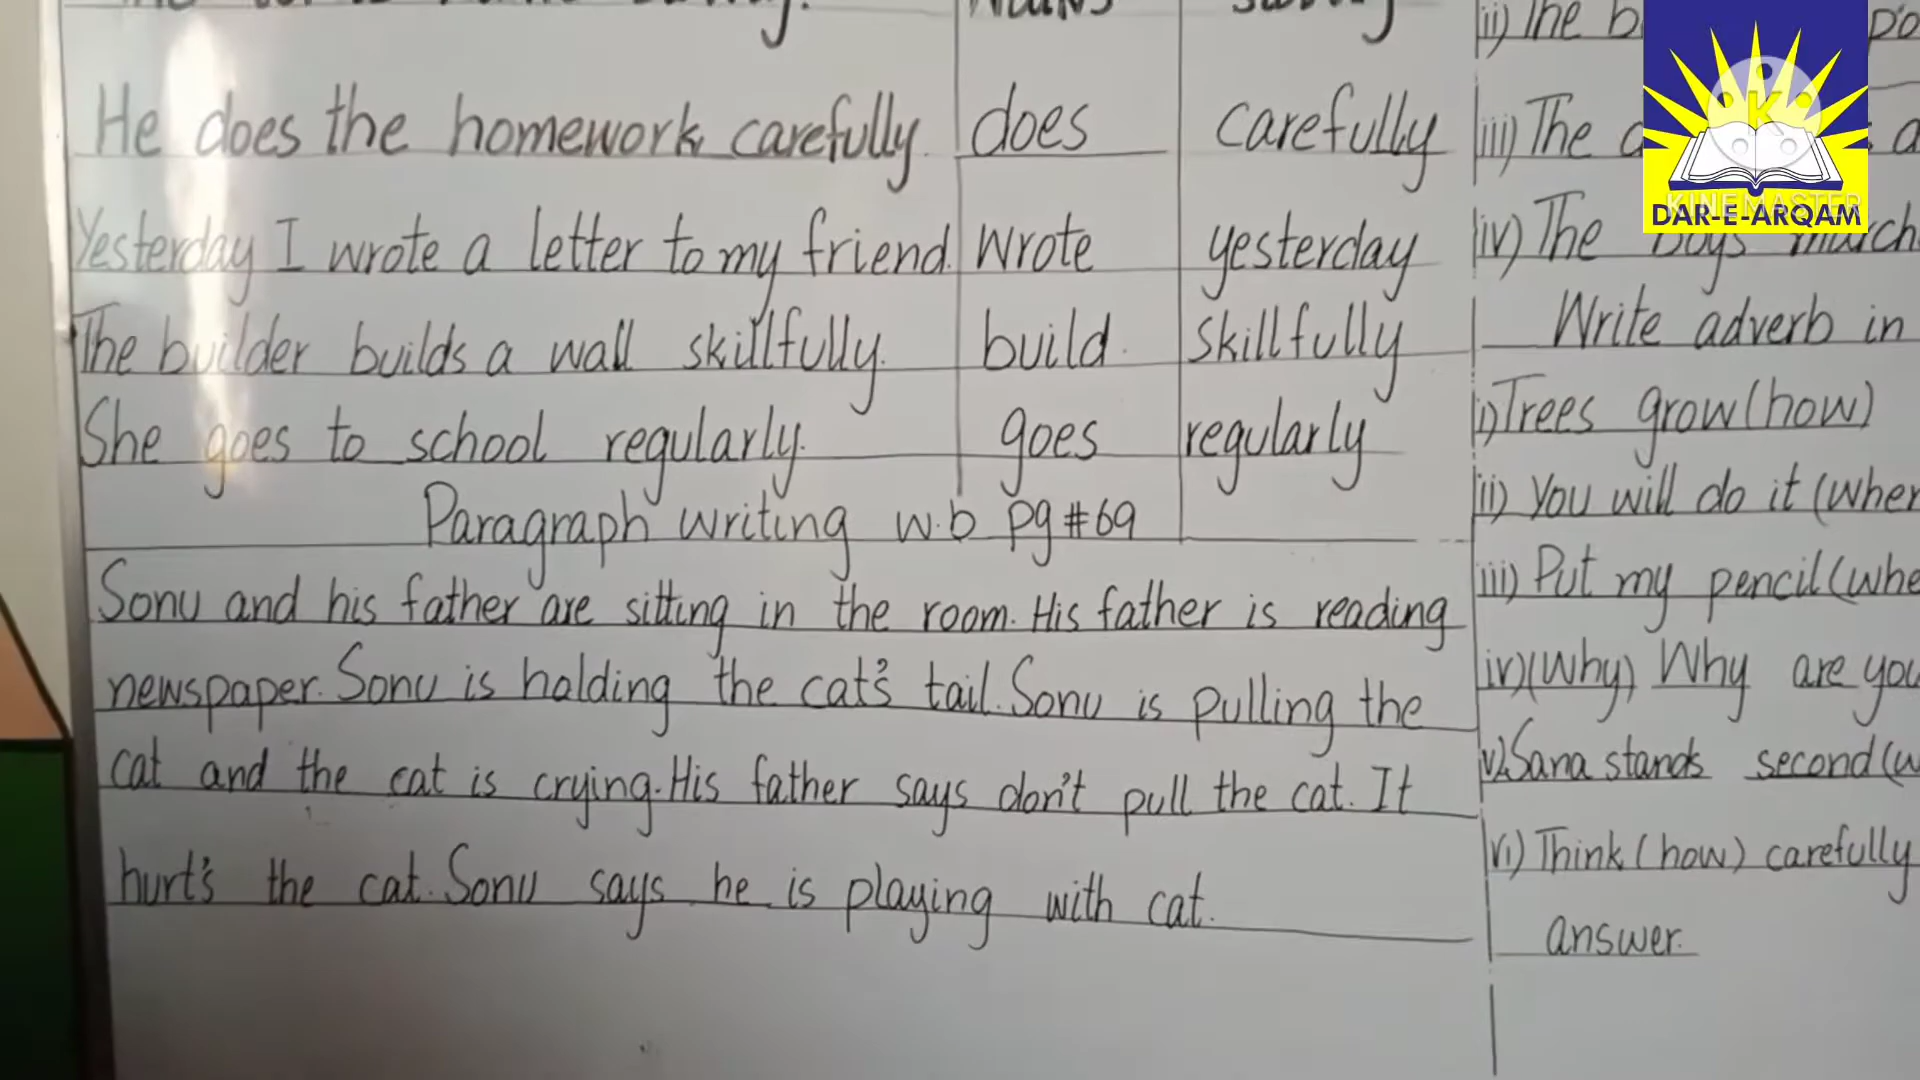 He does the homework carefully. does carefully
Yesterday I wrote a letter to my friend. wrote yesterday
The builder builds a wall skillfully. build. skillfully
She goes to school regularly. goes regularly
Paragraph writing w.b pg #69
Sonu and his father are sitting in the room. His father is reading
newspaper. Sonu is holding the cat's tail. Sonu is pulling the
cat and the cat is crying. His father says don't pull the cat. It
hurt's the cat. Sonu says he is playing with cat.
ii) The
iii) The
iv) The boys
Write adverb in
i) Trees grow (how)
ii) You will do it
iii) Put my pencil
iv) (Why) Why are you
v) Sana stands second
vi) Think (how) carefully
answer.
K
KINEMASTER
DAR-E-ARQAM